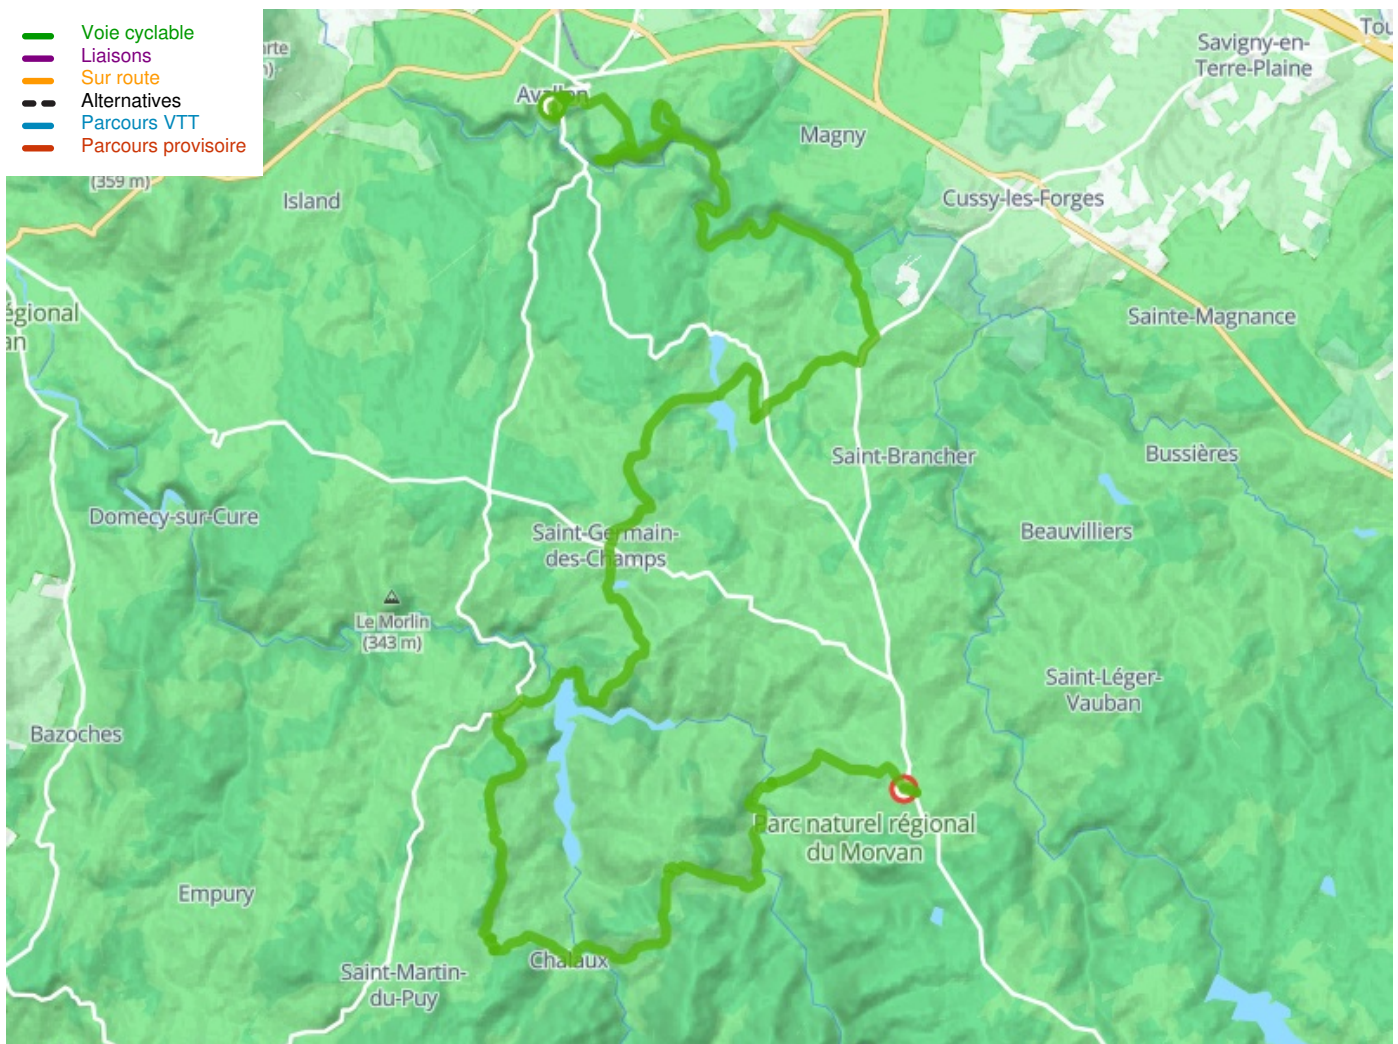 Voie cyclable
Liaisons
Sur route
Alternatives
Parcours VTT
Parcours provisoire
(359 m)
Avallon
Savigny-en-
Terre-Plaine
Magny
Island
Cussy-les-Forges
Sainte-Magnance
égional
an
Saint-Brancher
Bussières
Domecy-sur-Cure
Saint-Germain-
des-Champs
Beauvilliers
Le Morlin
(343 m)
Saint-Léger-
Vauban
Bazoches
Parc naturel régional
du Morvan
Empury
Chalaux
Saint-Martin-
du-Puy